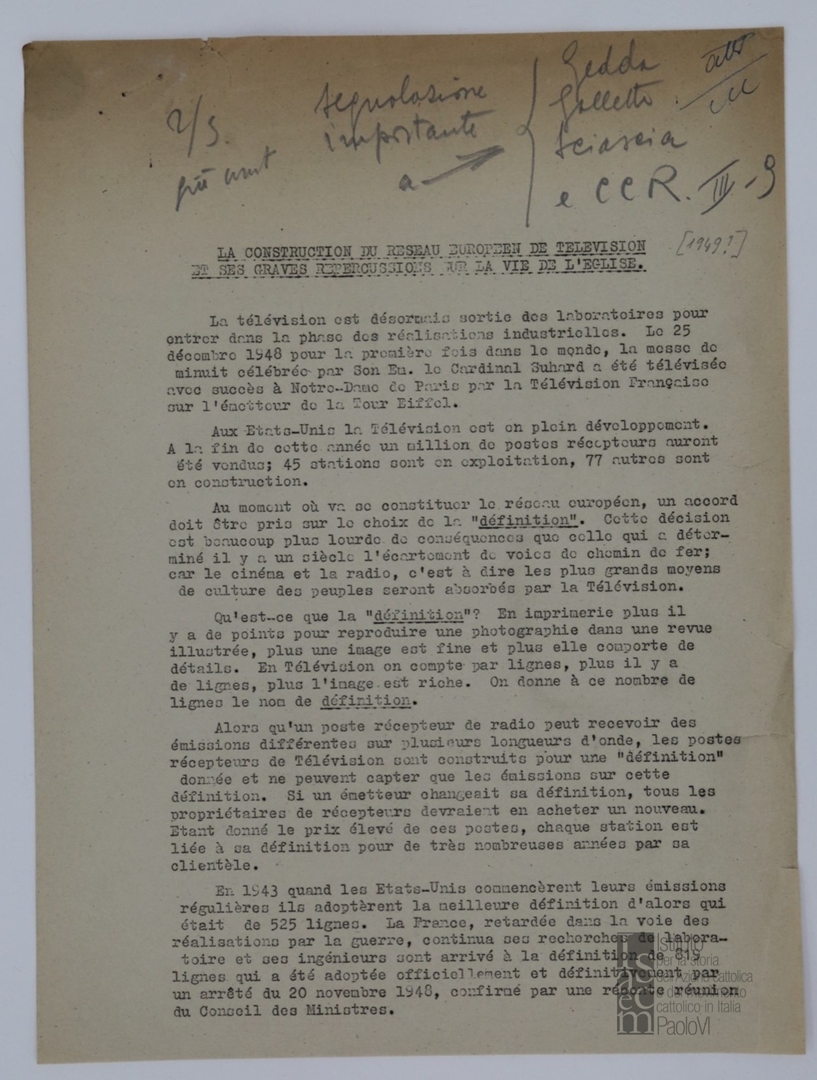 2/5.
più
segnalazione
importante
a
Gedda
Galletto
Sciascia
e CCR. III-9
[1949?]
LA CONSTRUCTION DU RESEAU EUROPEEN DE TELEVISION
ET SES GRAVES REPERCUSSIONS SUR LA VIE DE L'EGLISE.
La télévision est désormais sortie des laboratoires pour
entrer dans la phase des réalisations industrielles. Le 25
décembre 1948 pour la première fois dans le monde, la messe de
minuit célébrée par Son Em. le Cardinal Suhard a été télévisée
avec succès à Notre-Dame de Paris par la Télévision Française
sur l'émetteur de la Tour Eiffel.
Aux Etats-Unis la Télévision est en plein développement.
A la fin de cette année un million de postes récepteurs auront
été vendus; 45 stations sont en exploitation, 77 autres sont
en construction.
Au moment où va se constituer le réseau européen, un accord
doit être pris sur le choix de la "définition". Cette décision
est beaucoup plus lourde de conséquences que celle qui a déter-
miné il y a un siècle l'écartement de voies de chemin de fer;
car le cinéma et la radio, c'est à dire les plus grands moyens
de culture des peuples seront absorbés par la Télévision.
Qu'est-ce que la "définition"? En imprimerie plus il
y a de points pour reproduire une photographie dans une revue
illustrée, plus une image est fine et plus elle comporte de
détails. En Télévision on compte par lignes, plus il y a
de lignes, plus l'image est riche. On donne à ce nombre de
lignes le nom de définition.
Alors qu'un poste récepteur de radio peut recevoir des
émissions différentes sur plusieurs longueurs d'onde, les postes
récepteurs de Télévision sont construits pour une "définition"
donnée et ne peuvent capter que les émissions sur cette
définition. Si un émetteur changeait sa définition, tous les
propriétaires de récepteurs devraient en acheter un nouveau.
Etant donné le prix élevé de ces postes, chaque station est
liée à sa définition pour de très nombreuses années par sa
clientèle.
En 1943 quand les Etats-Unis commencèrent leurs émissions
régulières ils adoptèrent la meilleure définition d'alors qui
était de 525 lignes. La France, retardée dans la voie des
réalisations par la guerre, continua ses recherches de labora-
toire et ses ingénieurs sont arrivé à la définition de 819
lignes qui a été adoptée officiellement et définitivement par
un arrêté du 20 novembre 1948, confirmé par une récente réunion
du Conseil des Ministres.
Isacem
Istituto
per la storia
dell'Azione cattolica
e del movimento
cattolico in Italia
Paolo VI